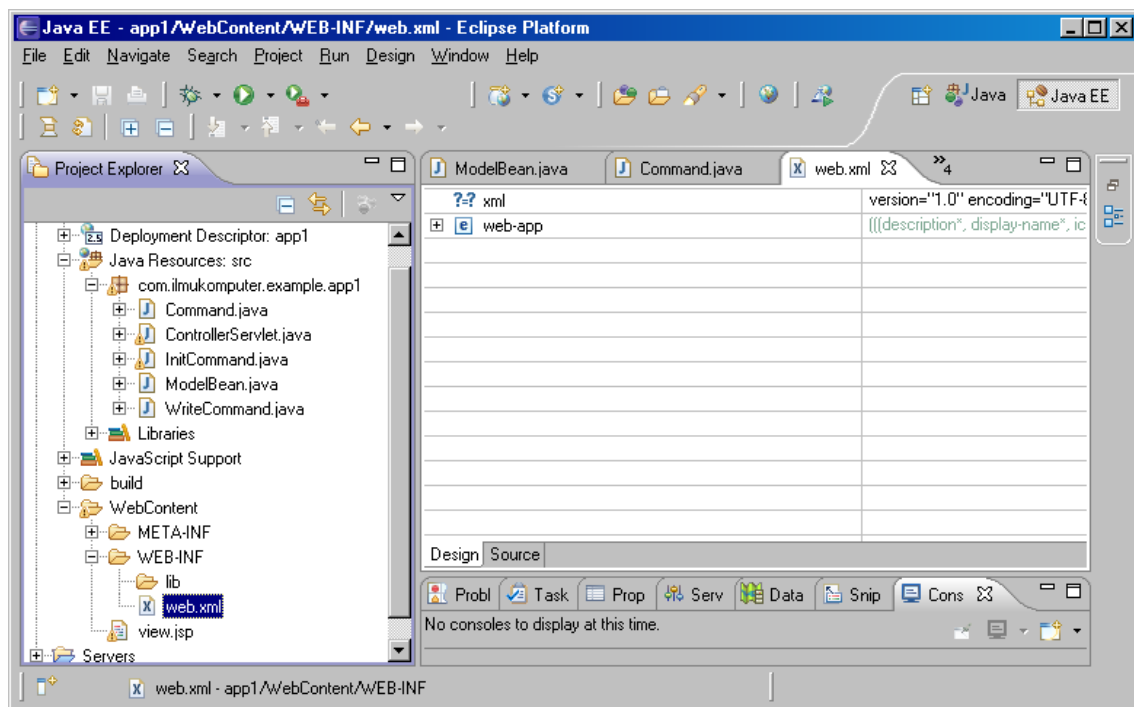 Java EE - app1/WebContent/WEB-INF/web.xml - Eclipse Platform
File Edit Navigate Search Project Run Design Window Help
Java Java EE
Project Explorer
ModelBean.java Command.java web.xml »4
?=? xml version="1.0" encoding="UTF-8
e web-app (((description*, display-name*, ic
Deployment Descriptor: app1
Java Resources: src
com.ilmukomputer.example.app1
Command.java
ControllerServlet.java
InitCommand.java
ModelBean.java
WriteCommand.java
Libraries
JavaScript Support
build
WebContent
META-INF
WEB-INF
lib
web.xml
view.jsp
Servers
Design Source
Probl Task Prop Serv Data Snip Cons
No consoles to display at this time.
web.xml - app1/WebContent/WEB-INF